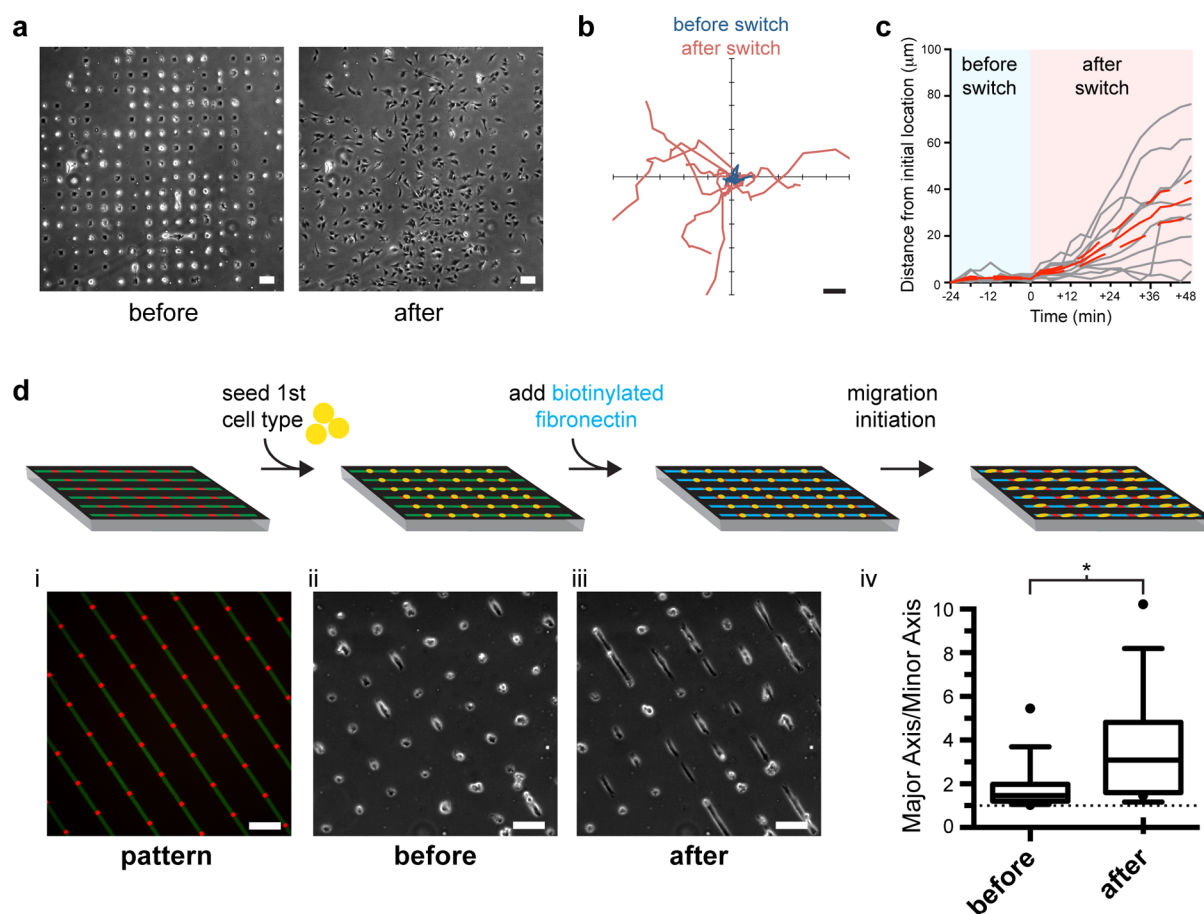 a
before
after
b
before switch
after switch
c
Distance from initial location (μm)
100
80
60
40
20
0
before
switch
after
switch
-24
-12
0
+12
+24
+36
+48
Time (min)
d
seed 1st
cell type
add biotinylated
fibronectin
migration
initiation
i
pattern
ii
before
iii
after
iv
*
Major Axis/Minor Axis
10
8
6
4
2
0
before
after